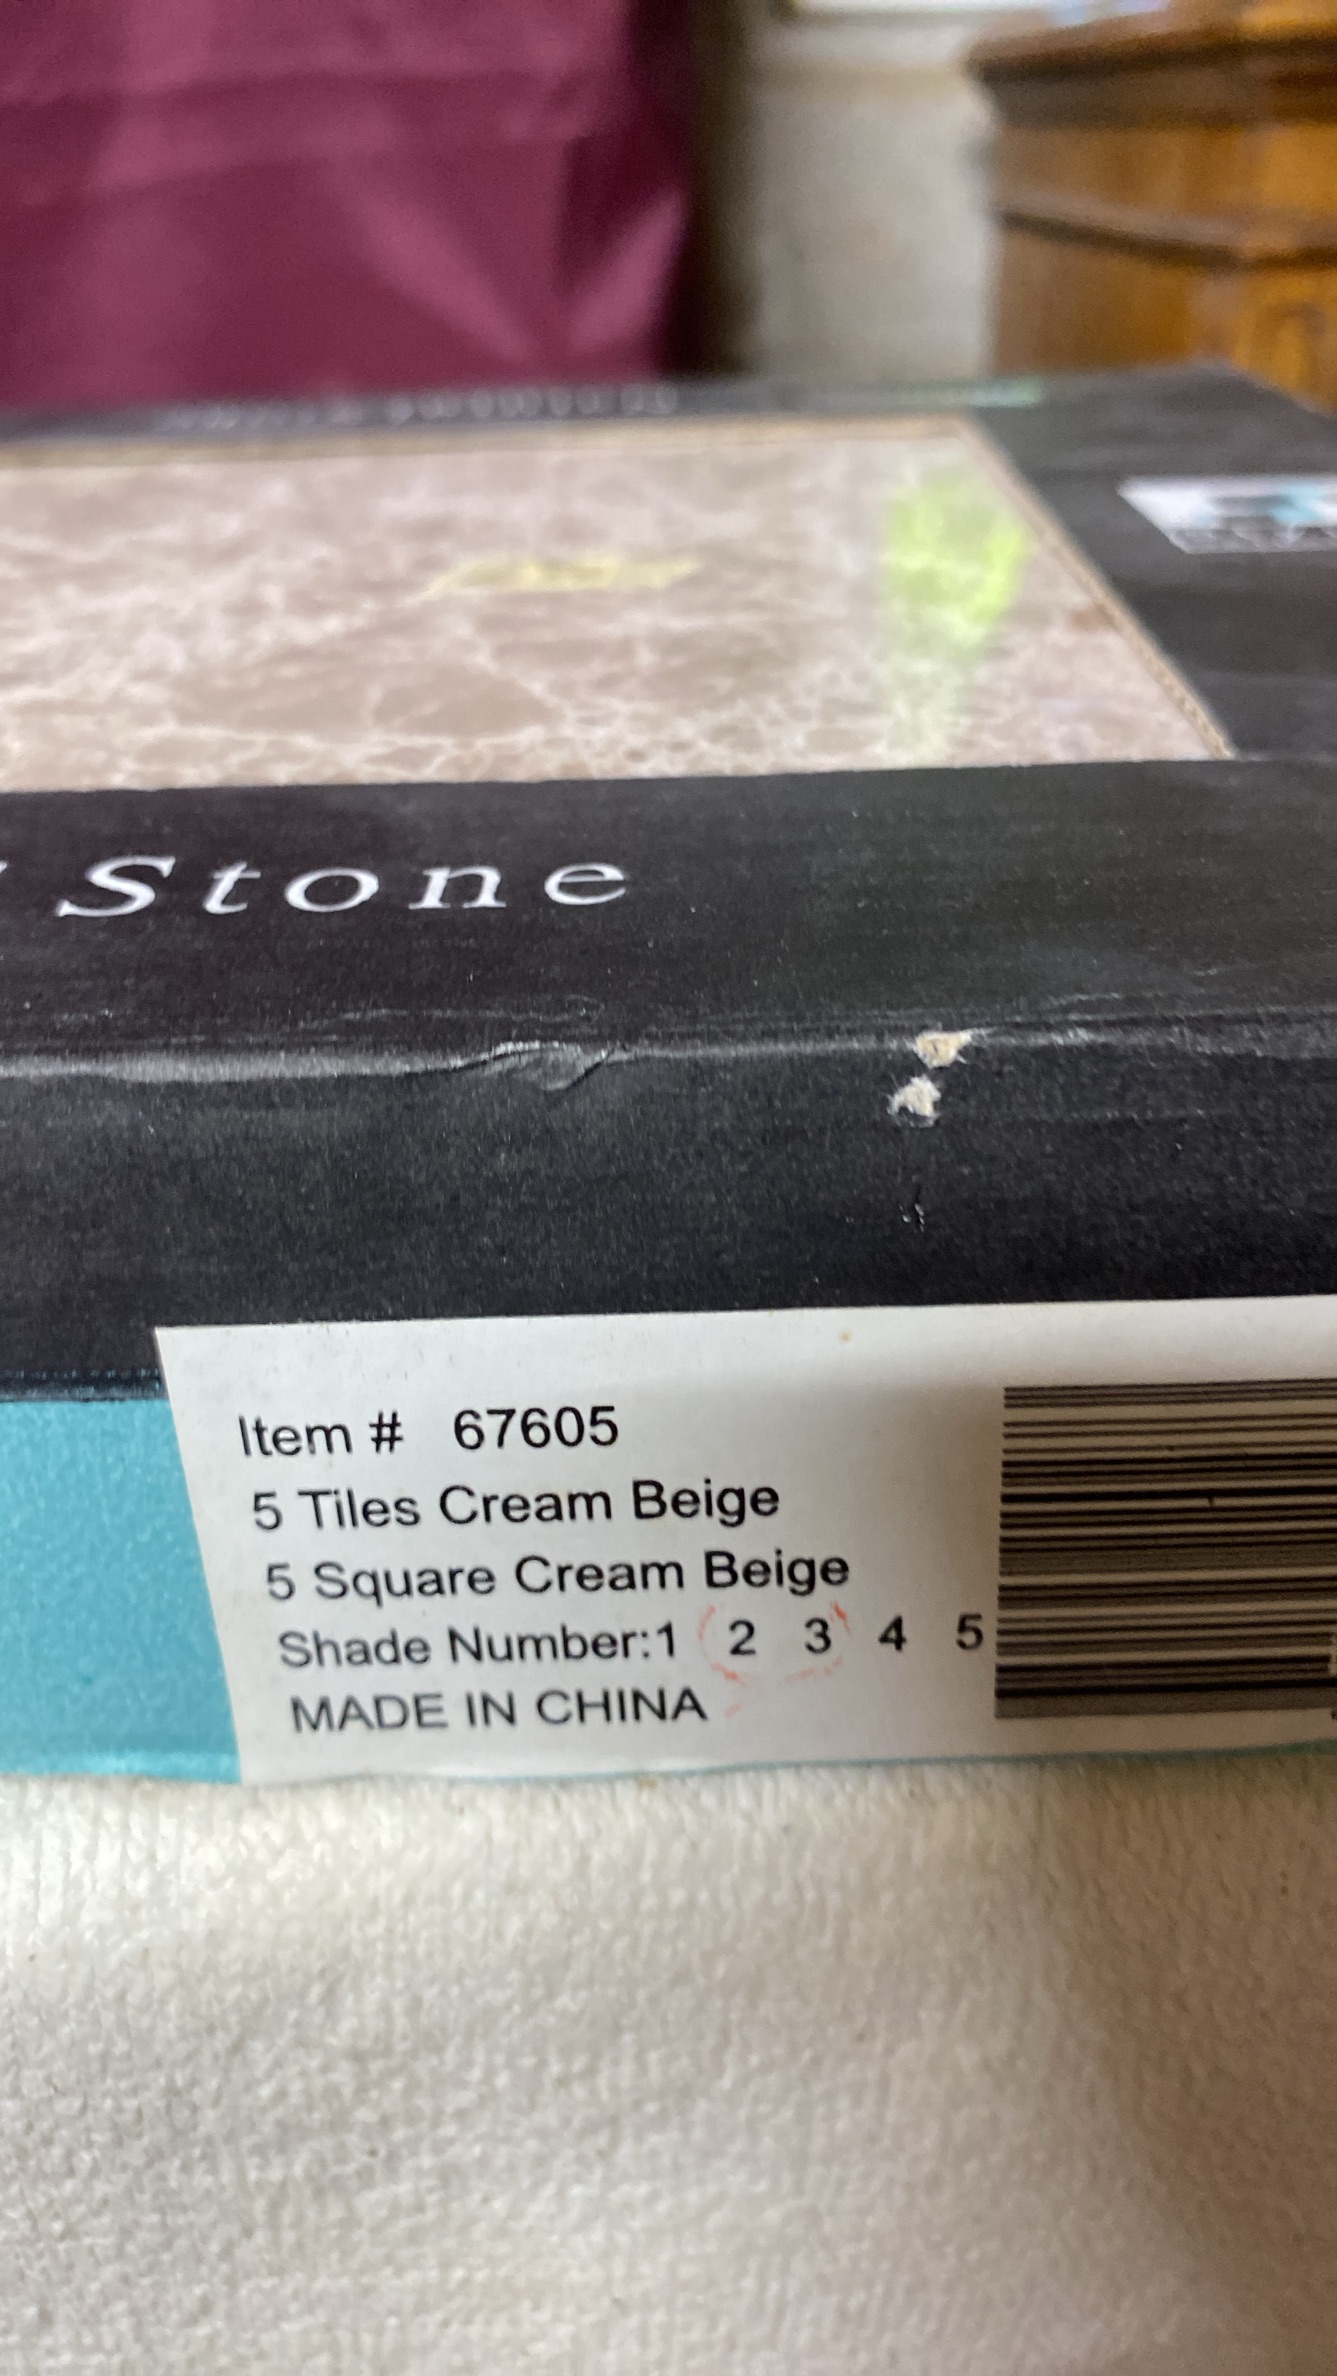 Stone
Item # 67605
5 Tiles Cream Beige
5 Square Cream Beige
Shade Number:1 2 3 4 5
MADE IN CHINA